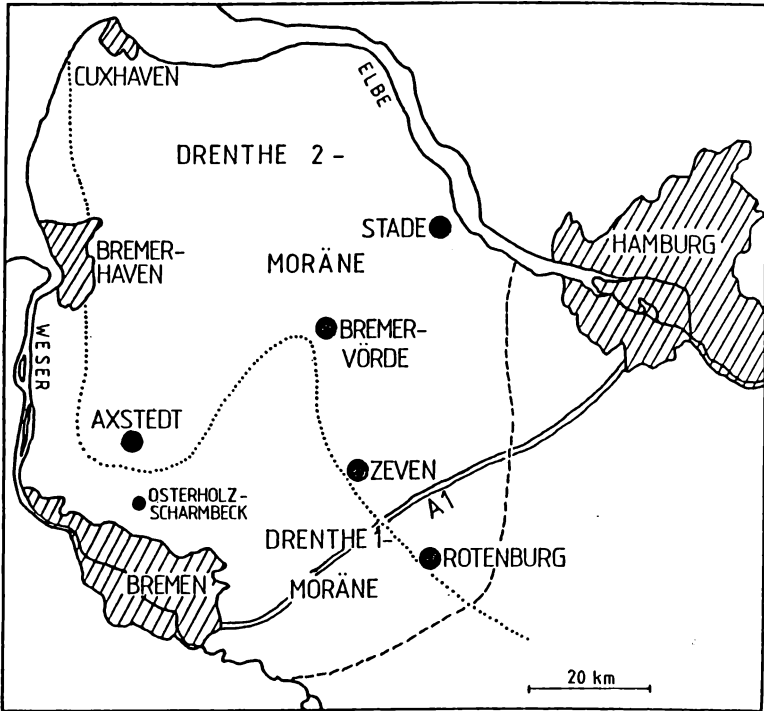 CUXHAVEN
ELBE
DRENTHE 2-
STADE
HAMBURG
BREMER-
HAVEN
MORÄNE
WESER
BREMER-
VÖRDE
AXSTEDT
ZEVEN
OSTERHOLZ-
SCHARMBECK
A1
DRENTHE 1-
ROTENBURG
BREMEN
MORÄNE
20 km